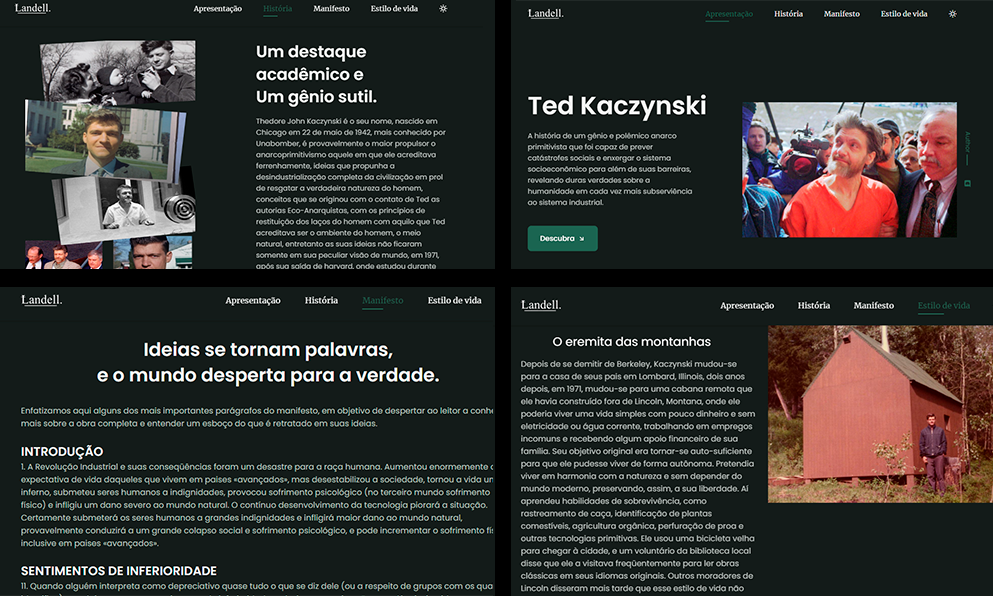 Landell.
Apresentação
História
Manifesto
Estilo de vida
Um destaque
acadêmico e
Um gênio sutil.
Thedore John Kaczynski é o seu nome, nascido em
Chicago em 22 de maio de 1942, mais conhecido por
Unabomber, é provavelmente o maior propulsor o
anarcoprimitivismo aquele em que ele acreditava
ferrenhamente, ideias que propunha a
desindustrialização completa da civilização em prol
de resgatar a verdadeira natureza do homem,
conceitos que se originou com o contato de Ted as
autorias Eco-Anarquistas, com os princípios de
restituição dos laços do homem com aquilo que Ted
acreditava ser o ambiente do homem, o meio
natural, entretanto as suas ideias não ficaram
somente em sua peculiar visão de mundo, em 1971,
após sua saída de harvard, onde estudou durante
Landell.
Apresentação
História
Manifesto
Estilo de vida
Ted Kaczynski
A história de um gênio e polêmico anarco
primitivista que foi capaz de prever
catástrofes sociais e enxergar o sistema
socioeconômico para além de suas barreiras,
revelando duras verdades sobre a
humanidade em cada vez mais subserviência
ao sistema industrial.
Descubra
Author
Landell.
Apresentação
História
Manifesto
Estilo de vida
Ideias se tornam palavras,
e o mundo desperta para a verdade.
Enfatizamos aqui alguns dos mais importantes parágrafos do manifesto, em objetivo de despertar ao leitor a conhe
mais sobre a obra completa e entender um esboço do que é retratado em suas ideias.
INTRODUÇÃO
1. A Revolução Industrial e suas conseqüências foram um desastre para a raça humana. Aumentou enormemente a
expectativa de vida daqueles que vivem em países «avançados», mas desestabilizou a sociedade, tornou a vida um
inferno, submeteu seres humanos a indignidades, provocou sofrimento psicológico (no terceiro mundo sofrimento
físico) e infligiu um dano severo ao mundo natural. O contínuo desenvolvimento da tecnologia piorará a situação.
Certamente submeterá os seres humanos a grandes indignidades e infligirá maior dano ao mundo natural,
provavelmente conduzirá a um grande colapso social e sofrimento psicológico, e pode incrementar o sofrimento fí
inclusive em países «avançados».
SENTIMENTOS DE INFERIORIDADE
11. Quando alguém interpreta como depreciativo quase tudo o que se diz dele (ou a respeito de grupos com os qua
Landell.
Apresentação
História
Manifesto
Estilo de vida
O eremita das montanhas
Depois de se demitir de Berkeley, Kaczynski mudou-se
para a casa de seus pais em Lombard, Illinois, dois anos
depois, em 1971, mudou-se para uma cabana remota que
ele havia construído fora de Lincoln, Montana, onde ele
poderia viver uma vida simples com pouco dinheiro e sem
eletricidade ou água corrente, trabalhando em empregos
incomuns e recebendo algum apoio financeiro de sua
família. Seu objetivo original era tornar-se auto-suficiente
para que ele pudesse viver de forma autônoma. Pretendia
viver em harmonia com a natureza e sem depender do
mundo moderno, preservando, assim, a sua liberdade. Aí
aprendeu habilidades de sobrevivência, como
rastreamento de caça, identificação de plantas
comestíveis, agricultura orgânica, perfuração de proa e
outras tecnologias primitivas. Ele usou uma bicicleta velha
para chegar à cidade, e um voluntário da biblioteca local
disse que ele a visitava freqüentemente para ler obras
clássicas em seus idiomas originais. Outros moradores de
Lincoln disseram mais tarde que esse estilo de vida não